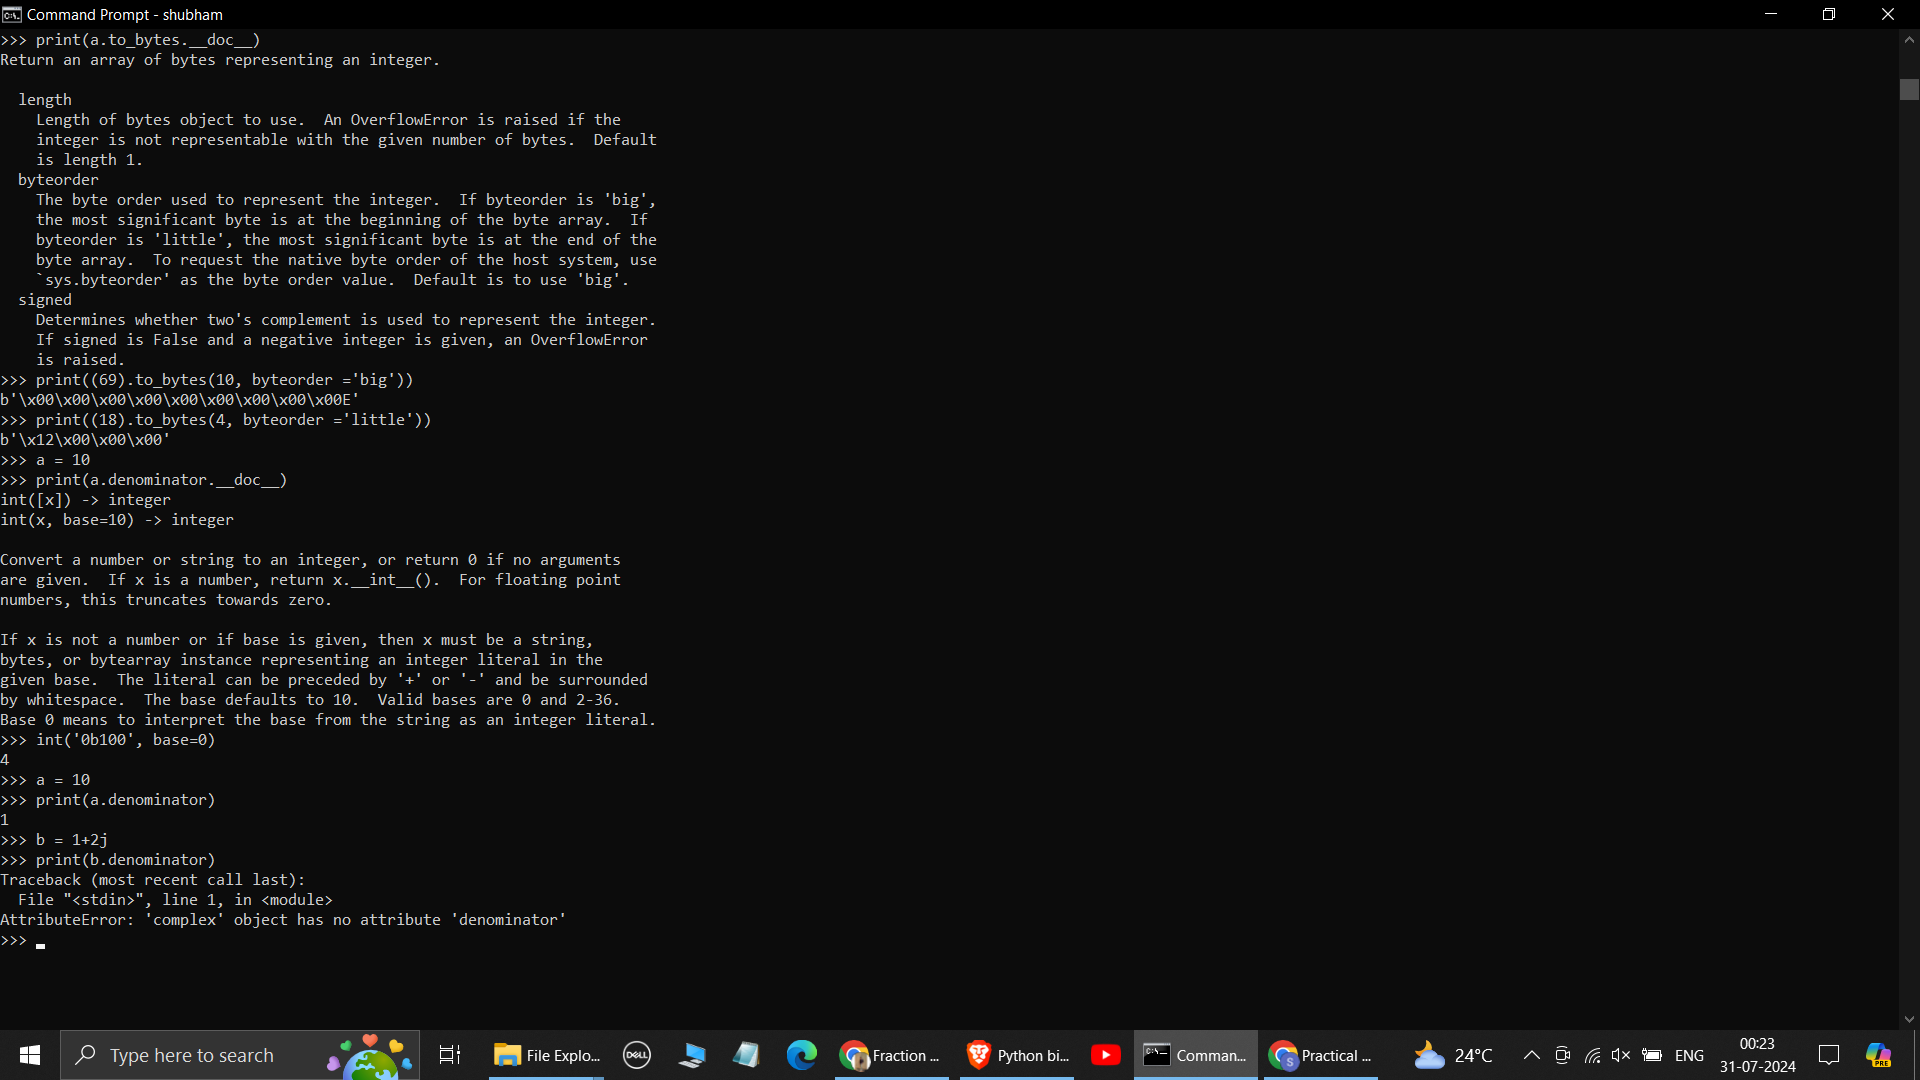 Command Prompt - shubham
>>> print(a.to_bytes.__doc__)
Return an array of bytes representing an integer.

  length
    Length of bytes object to use.  An OverflowError is raised if the
    integer is not representable with the given number of bytes.  Default
    is length 1.
  byteorder
    The byte order used to represent the integer.  If byteorder is 'big',
    the most significant byte is at the beginning of the byte array.  If
    byteorder is 'little', the most significant byte is at the end of the
    byte array.  To request the native byte order of the host system, use
    `sys.byteorder' as the byte order value.  Default is to use 'big'.
  signed
    Determines whether two's complement is used to represent the integer.
    If signed is False and a negative integer is given, an OverflowError
    is raised.
>>> print((69).to_bytes(10, byteorder ='big'))
b'\x00\x00\x00\x00\x00\x00\x00\x00\x00E'
>>> print((18).to_bytes(4, byteorder ='little'))
b'\x12\x00\x00\x00'
>>> a = 10
>>> print(a.denominator.__doc__)
int([x]) -> integer
int(x, base=10) -> integer

Convert a number or string to an integer, or return 0 if no arguments
are given.  If x is a number, return x.__int__().  For floating point
numbers, this truncates towards zero.

If x is not a number or if base is given, then x must be a string,
bytes, or bytearray instance representing an integer literal in the
given base.  The literal can be preceded by '+' or '-' and be surrounded
by whitespace.  The base defaults to 10.  Valid bases are 0 and 2-36.
Base 0 means to interpret the base from the string as an integer literal.
>>> int('0b100', base=0)
4
>>> a = 10
>>> print(a.denominator)
1
>>> b = 1+2j
>>> print(b.denominator)
Traceback (most recent call last):
  File "<stdin>", line 1, in <module>
AttributeError: 'complex' object has no attribute 'denominator'
>>>
Type here to search
File Explo...
DELL
Fraction ...
Python bi...
Comman...
S
Practical ...
24°C
ENG
00:23
31-07-2024
PRE